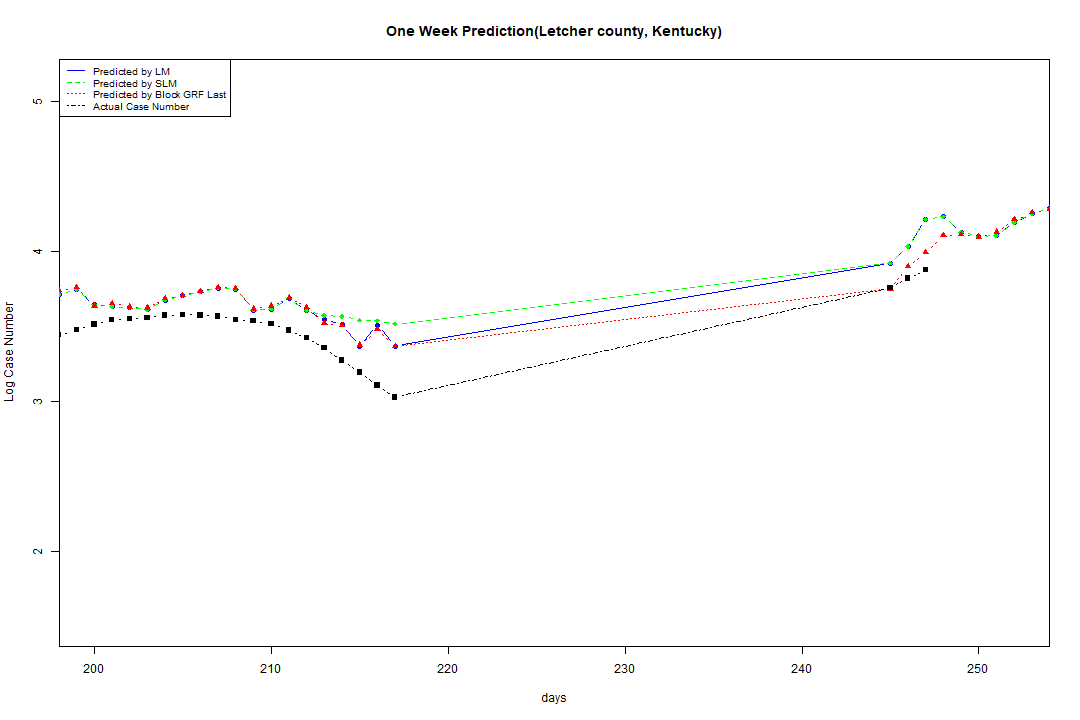 One Week Prediction(Letcher county, Kentucky)
Predicted by LM
Predicted by SLM
Predicted by Block GRF Last
Actual Case Number
5
4
3
2
Log Case Number
200 210 220 230 240 250
days